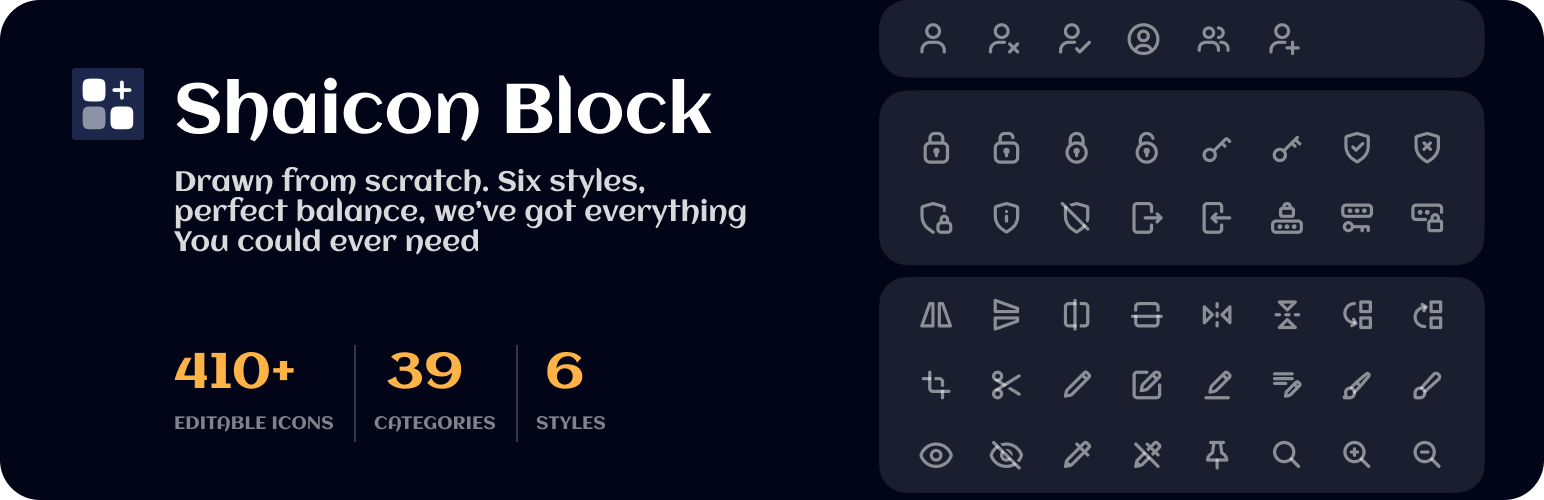 Shaicon Block
Drawn from scratch. Six styles,
perfect balance, we've got everything
You could ever need
410+
EDITABLE ICONS
39
CATEGORIES
6
STYLES